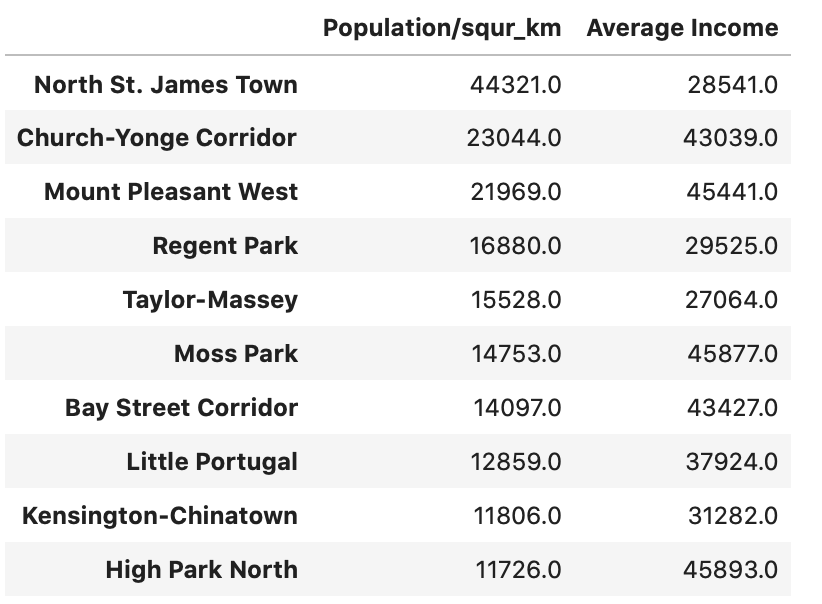 Population/squr_km Average Income
North St. James Town 44321.0 28541.0
Church-Yonge Corridor 23044.0 43039.0
Mount Pleasant West 21969.0 45441.0
Regent Park 16880.0 29525.0
Taylor-Massey 15528.0 27064.0
Moss Park 14753.0 45877.0
Bay Street Corridor 14097.0 43427.0
Little Portugal 12859.0 37924.0
Kensington-Chinatown 11806.0 31282.0
High Park North 11726.0 45893.0